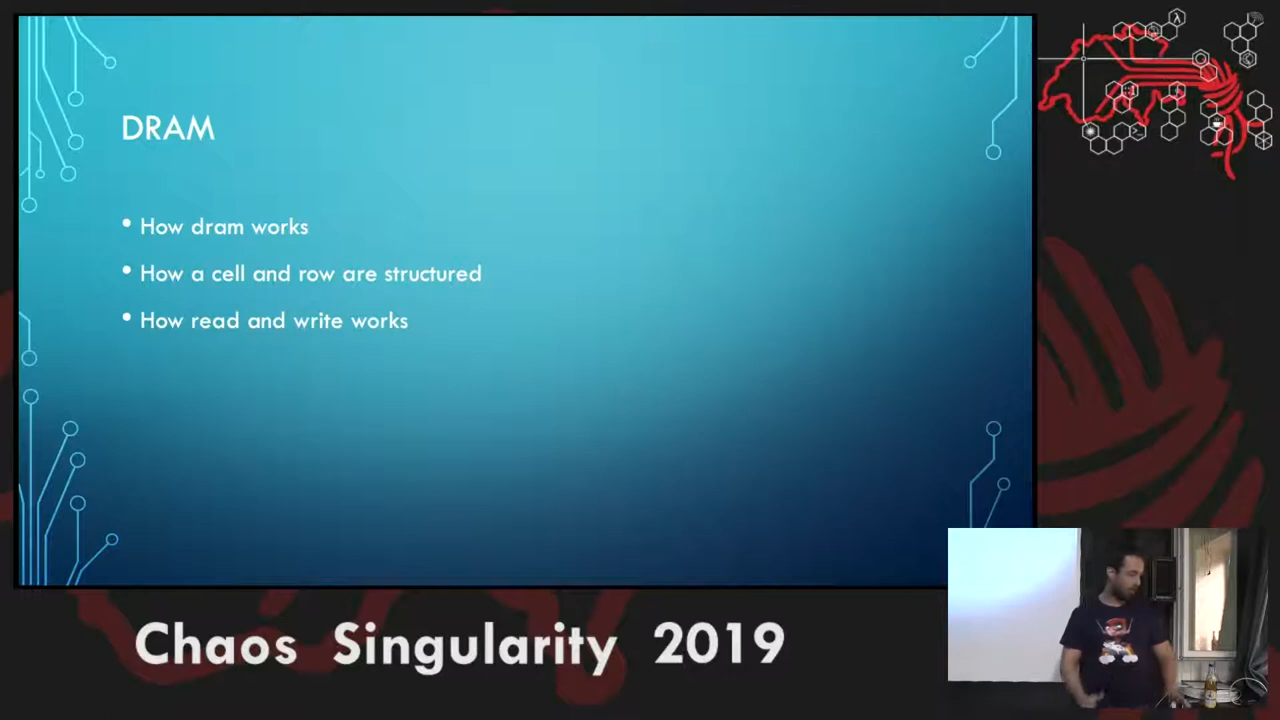 DRAM
• How dram works
• How a cell and row are structured
• How read and write works
Chaos Singularity 2019